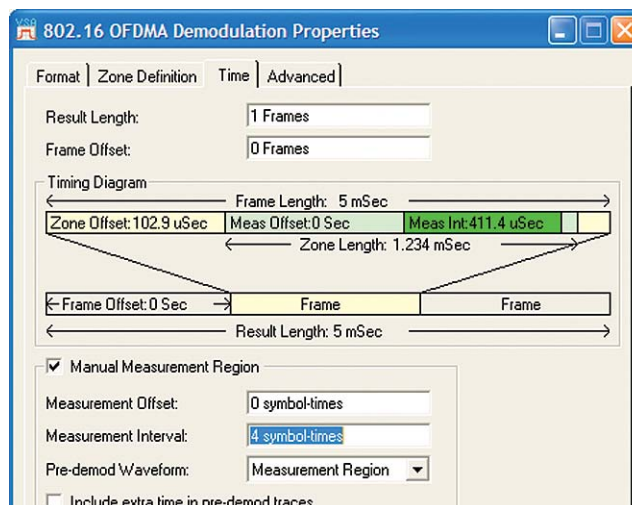 VSA
802.16 OFDMA Demodulation Properties
Format Zone Definition Time Advanced
Result Length: 1 Frames
Frame Offset: 0 Frames
Timing Diagram
Frame Length: 5 mSec
Zone Offset:102.9 uSec Meas Offset:0 Sec Meas Int:411.4 uSec
Zone Length: 1.234 mSec
Frame Offset:0 Sec Frame Frame
Result Length: 5 mSec
Manual Measurement Region
Measurement Offset: 0 symbol-times
Measurement Interval: 4 symbol-times
Pre-demod Waveform: Measurement Region
Include extra time in pre-demod traces